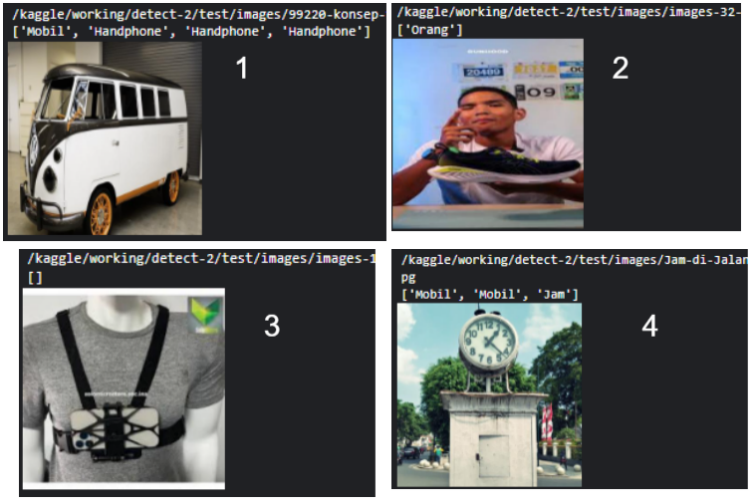 /kaggle/working/detect-2/test/images/99220-konsep-
['Mobil', 'Handphone', 'Handphone', 'Handphone']
1
/kaggle/working/detect-2/test/images/images-32-
['Orang']
2
20489
09
/kaggle/working/detect-2/test/images/images-1
[]
3
/kaggle/working/detect-2/test/images/Jam-di-Jalan
pg
['Mobil', 'Mobil', 'Jam']
4